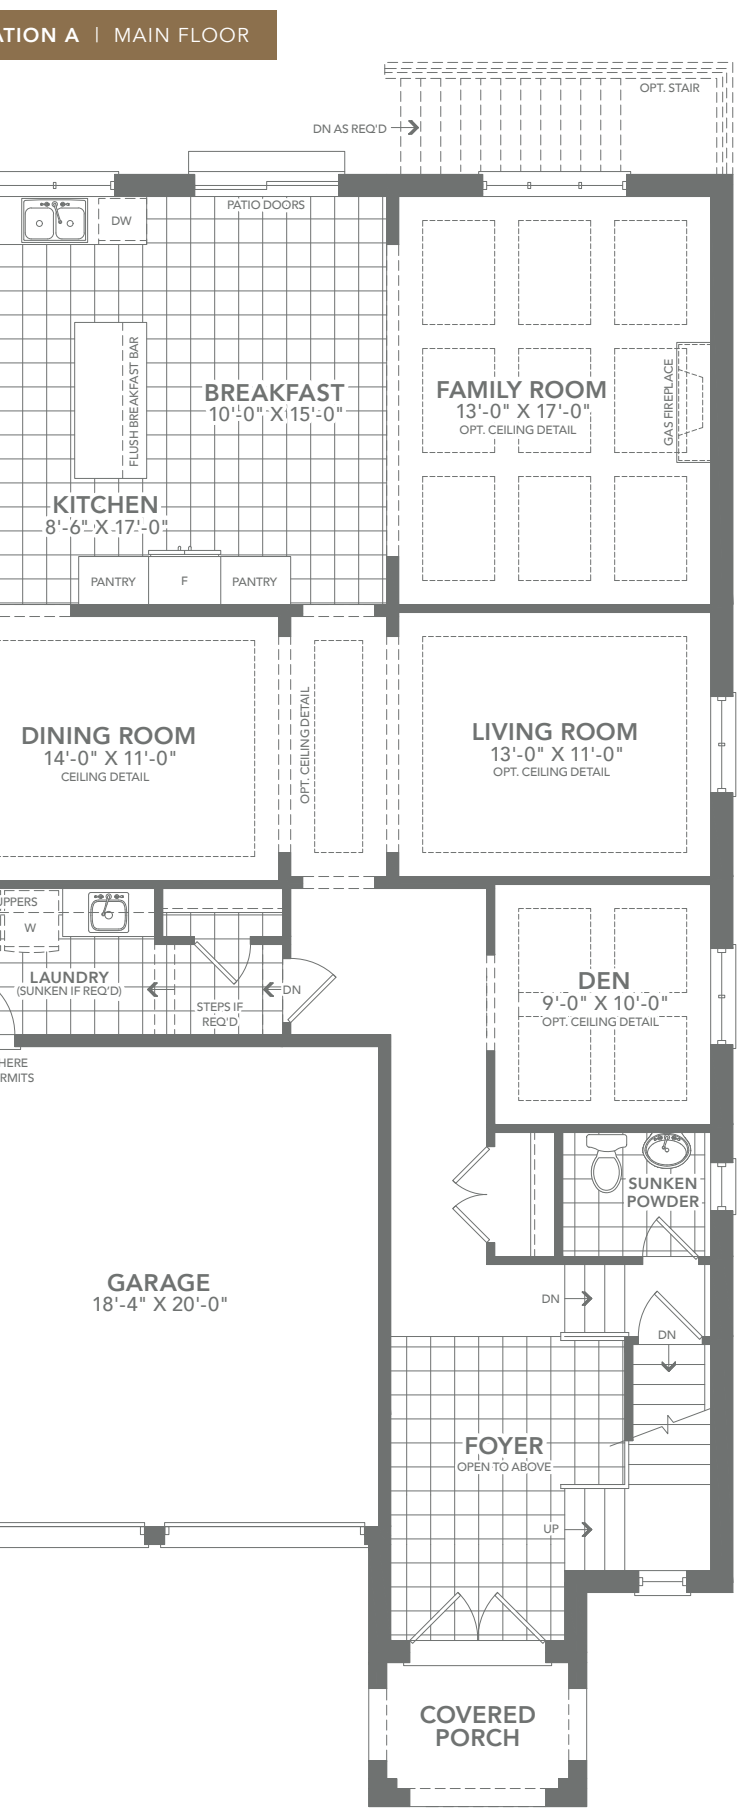 A | MAIN FLOOR
OPT. STAIR
DN AS REQ'D
PATIO DOORS
DW
FLUSH BREAKFAST BAR
BREAKFAST
10'-0" X 15'-0"
FAMILY ROOM
13'-0" X 17'-0"
OPT. CEILING DETAIL
GAS FIREPLACE
KITCHEN
8'-6" X 17'-0"
PANTRY
F
PANTRY
DINING ROOM
14'-0" X 11'-0"
CEILING DETAIL
OPT. CEILING DETAIL
LIVING ROOM
13'-0" X 11'-0"
OPT. CEILING DETAIL
W
LAUNDRY
(SUNKEN IF REQ'D)
STEPS IF
REQ'D
DN
DEN
9'-0" X 10'-0"
OPT. CEILING DETAIL
SUNKEN
POWDER
GARAGE
18'-4" X 20'-0"
DN
DN
FOYER
OPEN TO ABOVE
UP
COVERED
PORCH